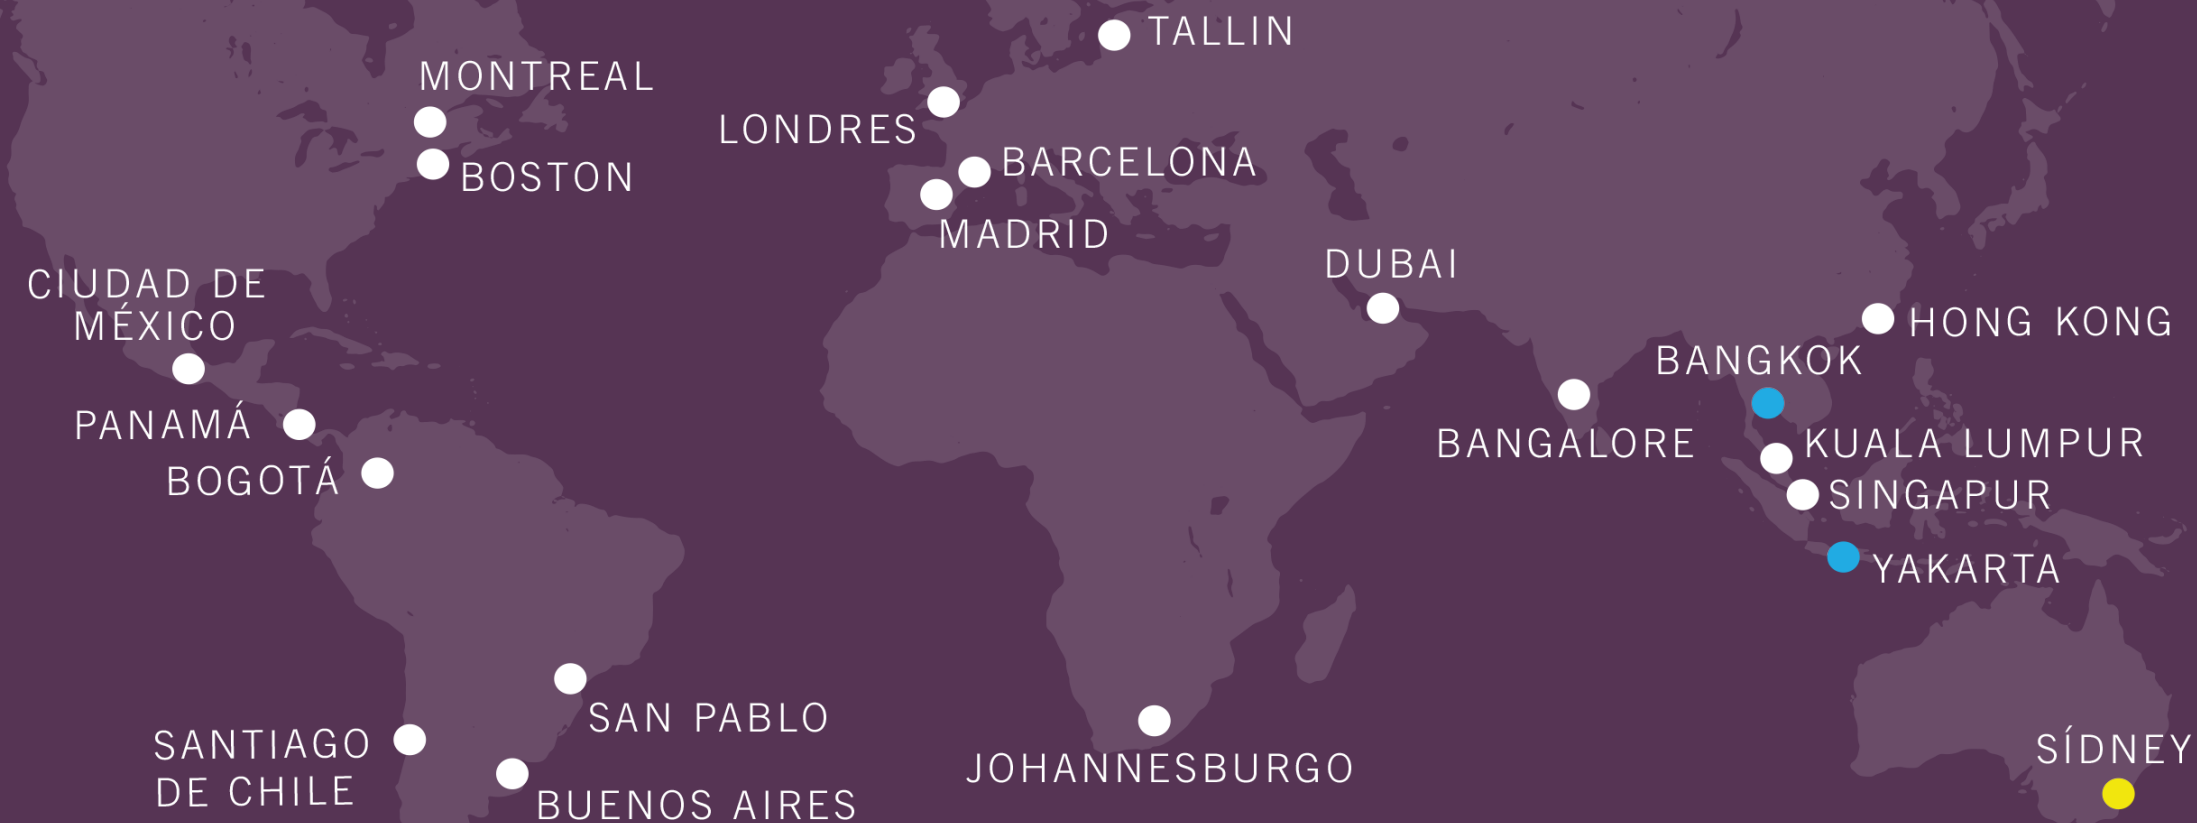 TALLIN
MONTREAL
LONDRES
BOSTON
BARCELONA
MADRID
DUBAI
CIUDAD DE
MÉXICO
HONG KONG
BANGKOK
PANAMÁ
BANGALORE
KUALA LUMPUR
BOGOTÁ
SINGAPUR
YAKARTA
SAN PABLO
SANTIAGO
DE CHILE
JOHANNESBURGO
SÍDNEY
BUENOS AIRES